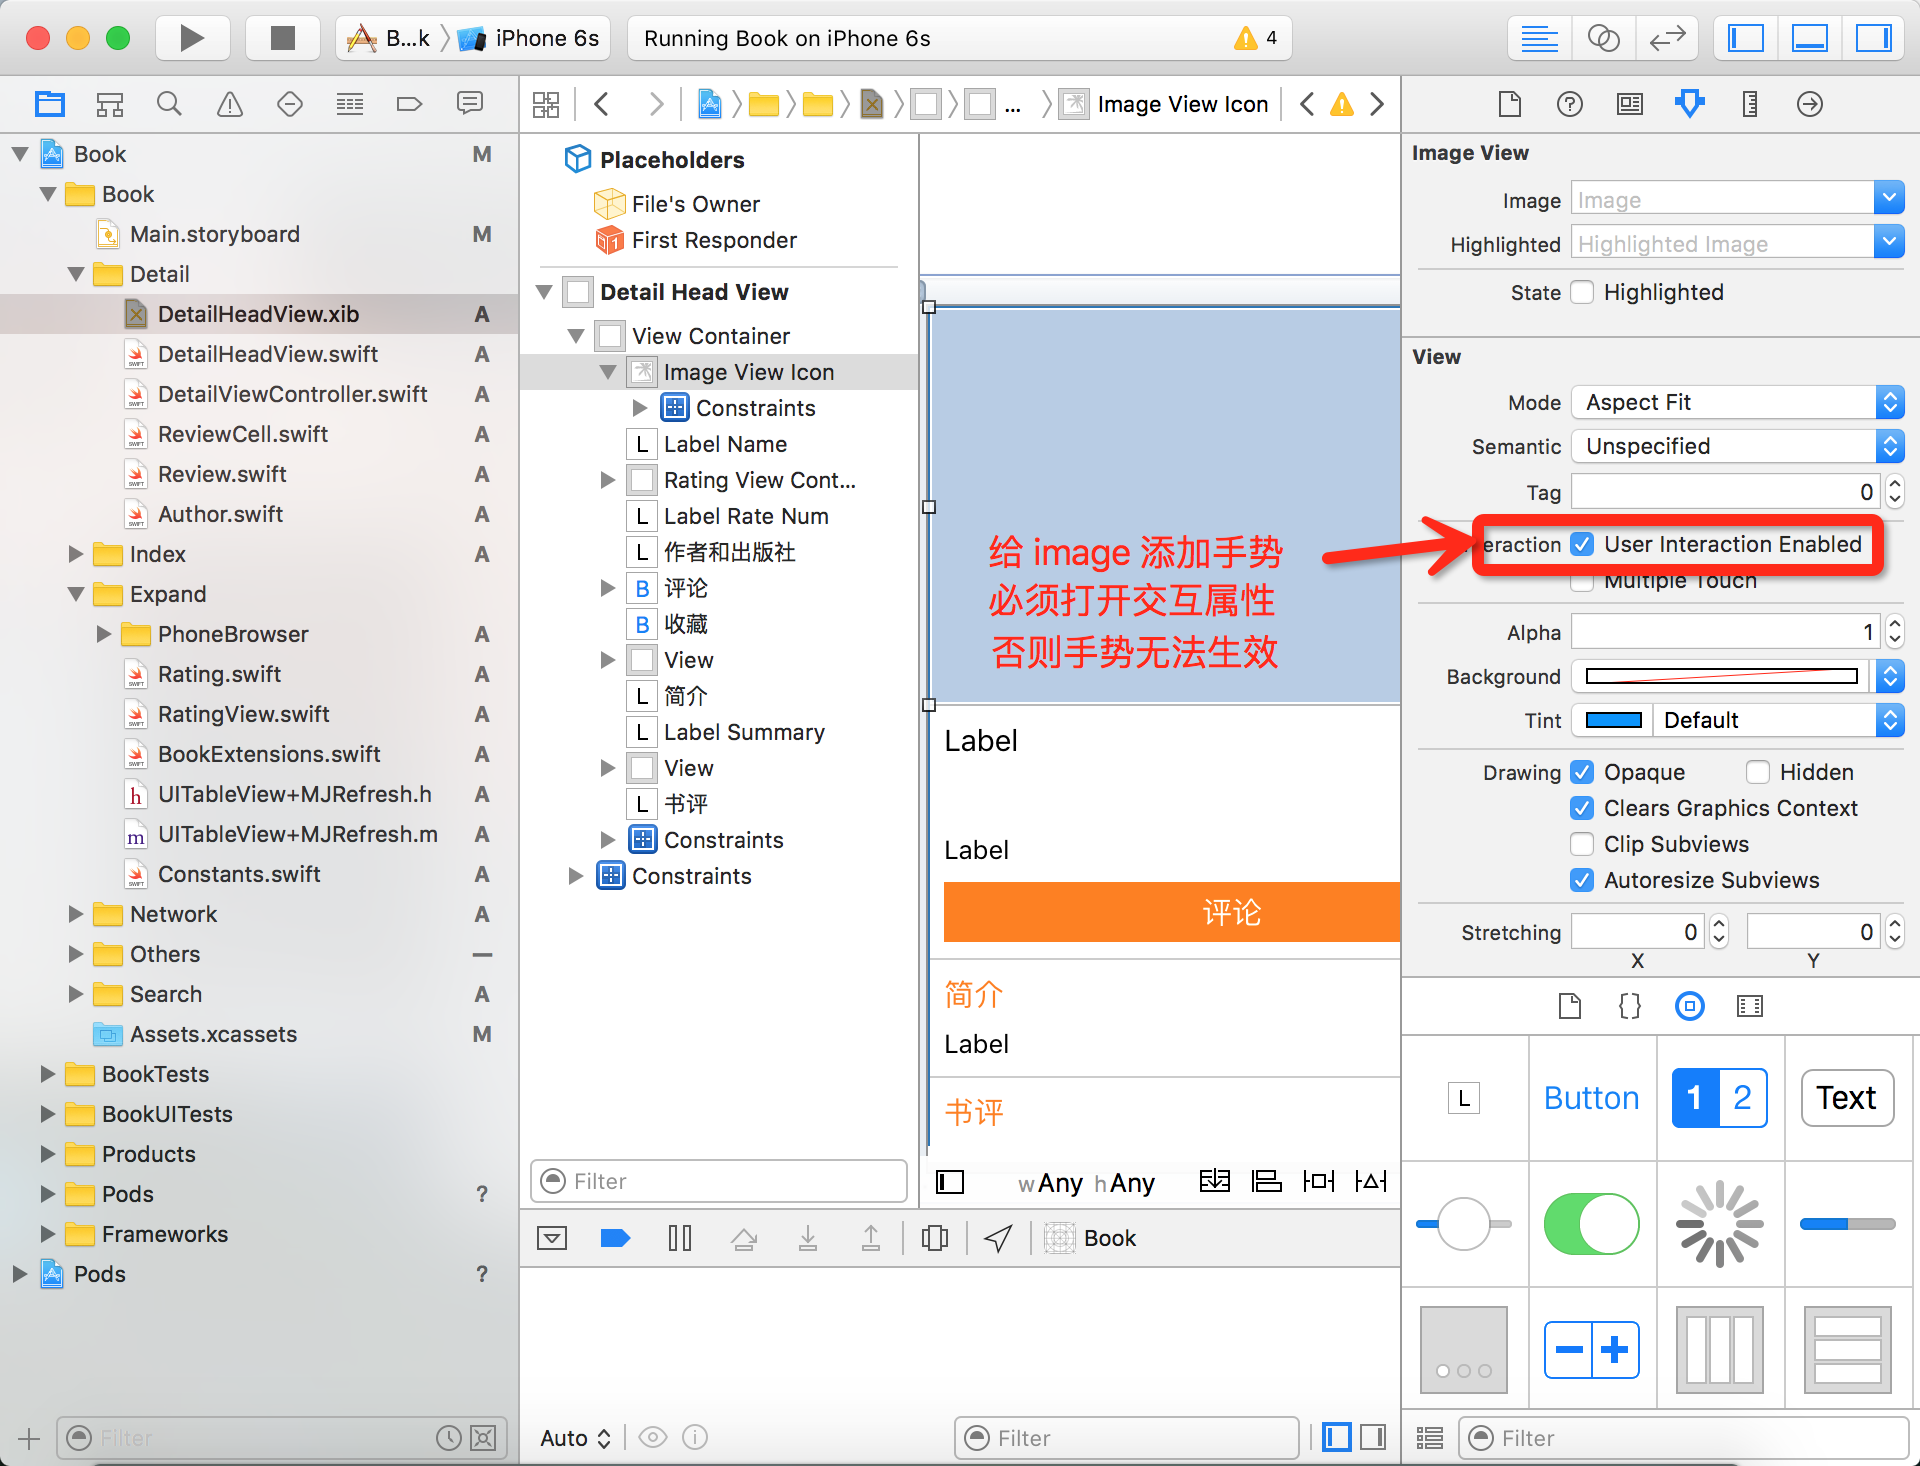 B...k
iPhone 6s
Running Book on iPhone 6s
4
Image View Icon
...
Book
M
Book
Main.storyboard
M
Detail
DetailHeadView.xib
A
DetailHeadView.swift
A
DetailViewController.swift
A
ReviewCell.swift
A
Review.swift
A
Author.swift
A
Index
A
Expand
PhoneBrowser
A
Rating.swift
A
RatingView.swift
A
BookExtensions.swift
A
UITableView+MJRefresh.h
A
UITableView+MJRefresh.m
A
Constants.swift
A
Network
A
Others
Search
A
Assets.xcassets
M
BookTests
BookUITests
Products
Pods
?
Frameworks
Pods
?
Filter
Placeholders
File's Owner
First Responder
Detail Head View
View Container
Image View Icon
Constraints
L Label Name
Rating View Cont...
L Label Rate Num
L 作者和出版社
B 评论
B 收藏
View
L 简介
L Label Summary
View
L 书评
Constraints
Constraints
Filter
给 image 添加手势
必须打开交互属性
否则手势无法生效
Label
Label
评论
简介
Label
书评
wAny hAny
Book
Auto
Filter
Image View
Image Image
Highlighted Highlighted Image
State Highlighted
View
Mode Aspect Fit
Semantic Unspecified
Tag 0
eraction User Interaction Enabled
Multiple Touch
Alpha 1
Background
Tint Default
Drawing Opaque Hidden
Clears Graphics Context
Clip Subviews
Autoresize Subviews
Stretching 0 0
X Y
L Button 1 2 Text
Filter